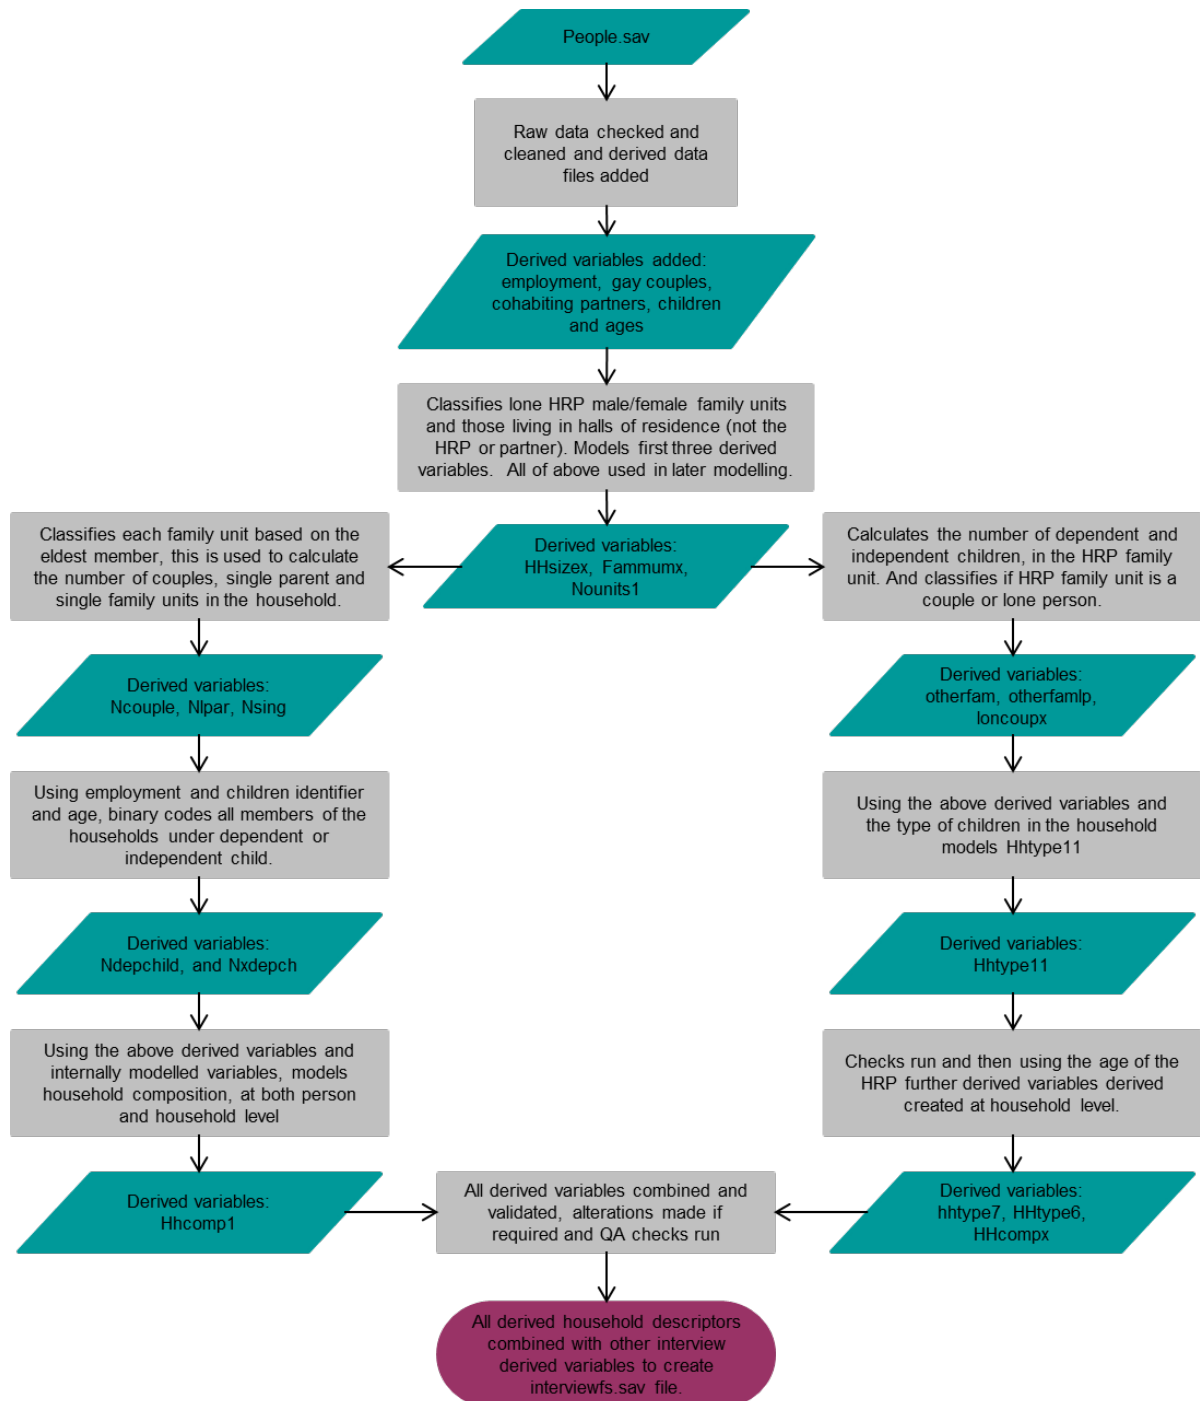 People.sav
Raw data checked and
cleaned and derived data
files added
Derived variables added:
employment, gay couples,
cohabiting partners, children
and ages
Classifies lone HRP male/female family units
and those living in halls of residence (not the
HRP or partner). Models first three derived
variables. All of above used in later modelling.
Derived variables:
HHsizex, Fammumx,
Nounits1
Classifies each family unit based on the
eldest member, this is used to calculate
the number of couples, single parent and
single family units in the household.
Derived variables:
Ncouple, Nlpar, Nsing
Using employment and children identifier
and age, binary codes all members of the
households under dependent or
independent child.
Derived variables:
Ndepchild, and Nxdepch
Using the above derived variables and
internally modelled variables, models
household composition, at both person
and household level
Derived variables:
Hhcomp1
Calculates the number of dependent and
independent children, in the HRP family
unit. And classifies if HRP family unit is a
couple or lone person.
Derived variables:
otherfam, otherfamlp,
loncoupx
Using the above derived variables and
the type of children in the household
models Hhtype11
Derived variables:
Hhtype11
Checks run and then using the age of the
HRP further derived variables derived
created at household level.
Derived variables:
hhtype7, HHtype6,
HHcompx
All derived variables combined and
validated, alterations made if
required and QA checks run
All derived household descriptors
combined with other interview
derived variables to create
interviewfs.sav file.